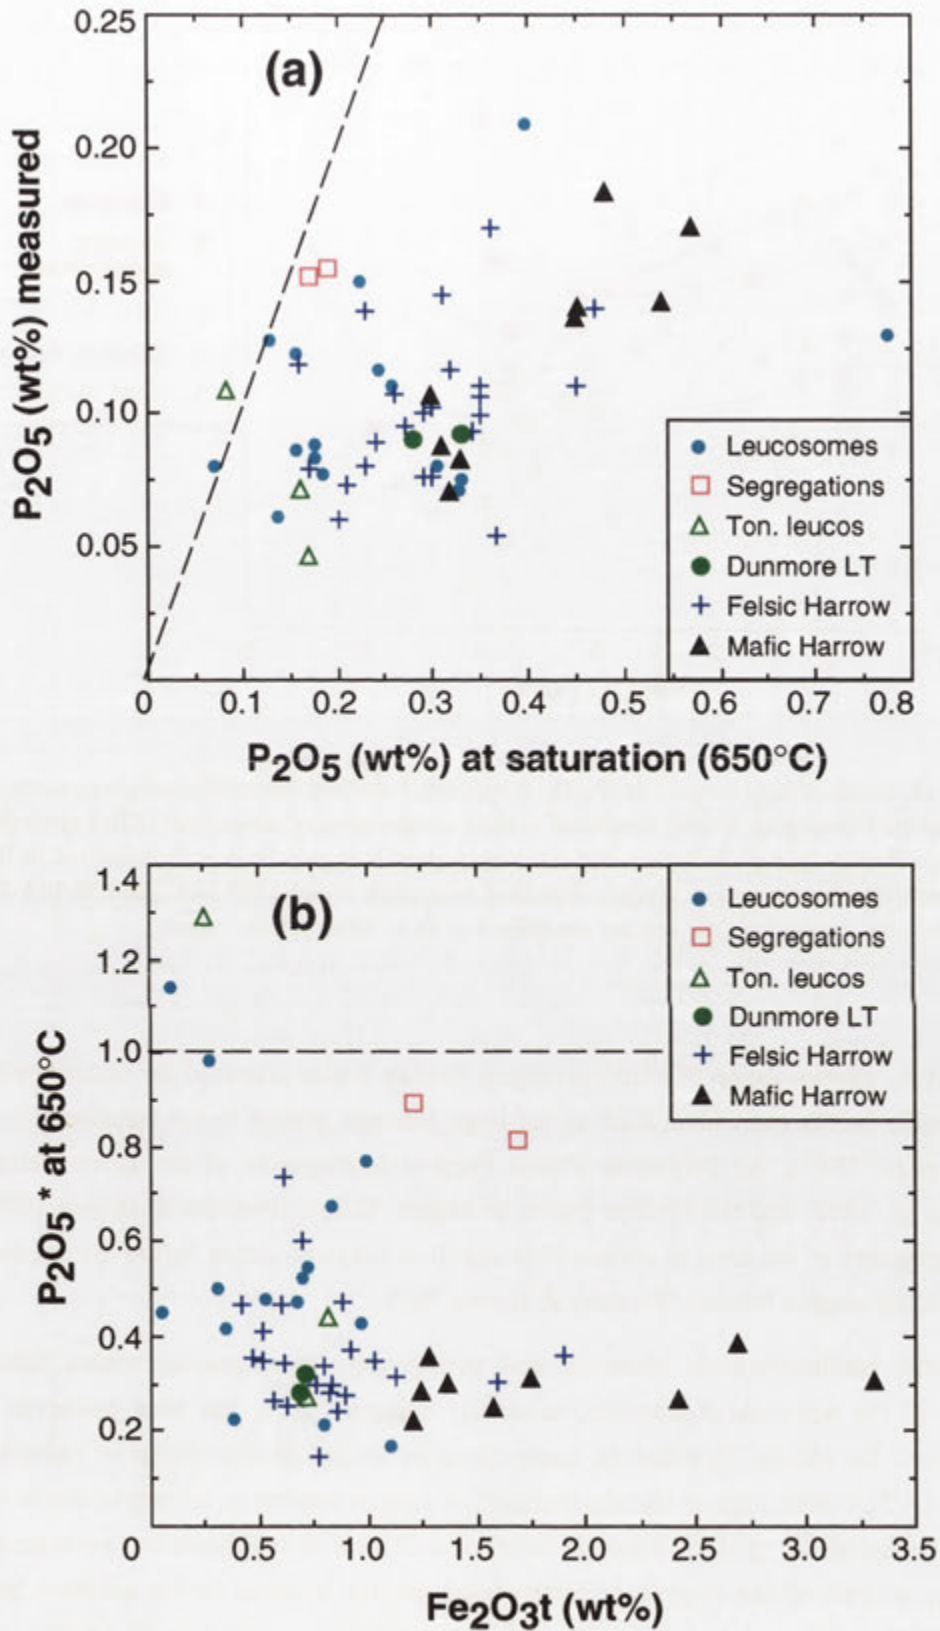 0.25
(a)
0.20
0.15
0.10
0.05
P₂O₅ (wt%) measured
Leucosomes
Segregations
Ton. leucos
Dunmore LT
Felsic Harrow
Mafic Harrow
0 0.1 0.2 0.3 0.4 0.5 0.6 0.7 0.8
P₂O₅ (wt%) at saturation (650°C)
1.4
(b)
1.2
1.0
0.8
0.6
0.4
0.2
P₂O₅* at 650°C
Leucosomes
Segregations
Ton. leucos
Dunmore LT
Felsic Harrow
Mafic Harrow
0 0.5 1.0 1.5 2.0 2.5 3.0 3.5
Fe₂O₃t (wt%)